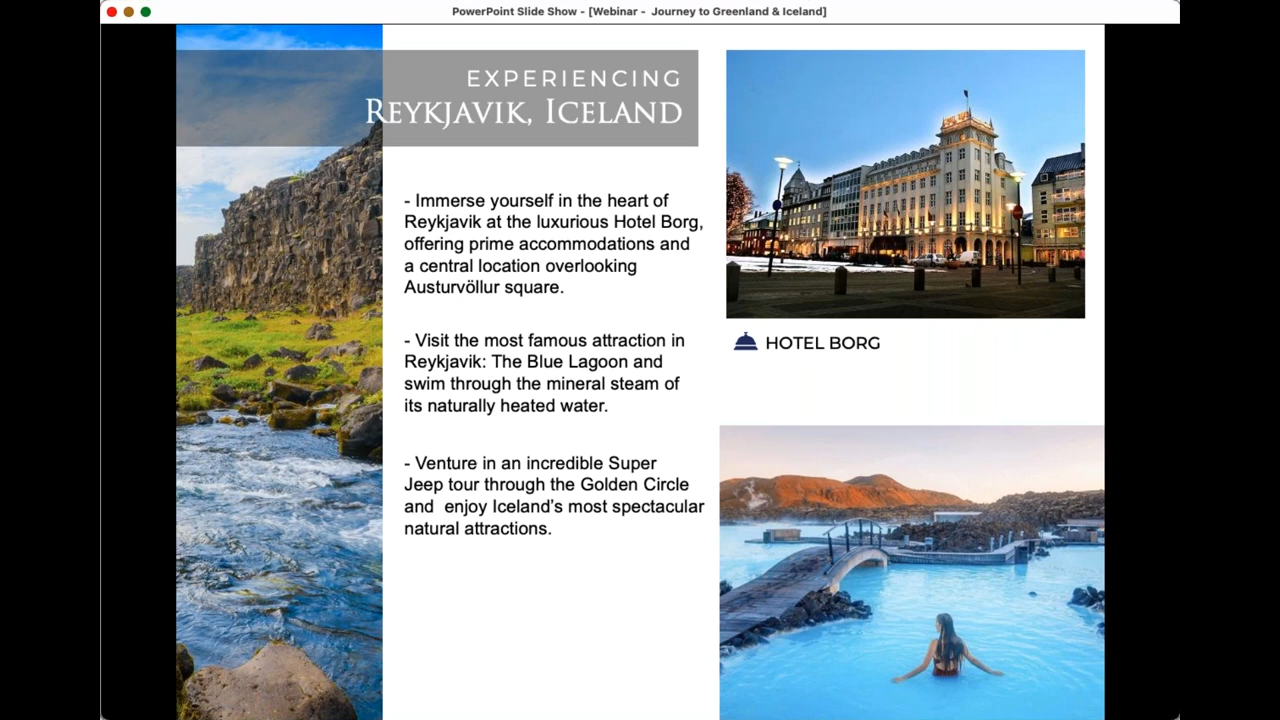 PowerPoint Slide Show - [Webinar - Journey to Greenland & Iceland]
EXPERIENCING
REYKJAVIK, ICELAND
- Immerse yourself in the heart of
Reykjavik at the luxurious Hotel Borg,
offering prime accommodations and
a central location overlooking
Austurvöllur square.
- Visit the most famous attraction in
Reykjavik: The Blue Lagoon and
swim through the mineral steam of
its naturally heated water.
- Venture in an incredible Super
Jeep tour through the Golden Circle
and  enjoy Iceland’s most spectacular
natural attractions.
HOTEL BORG